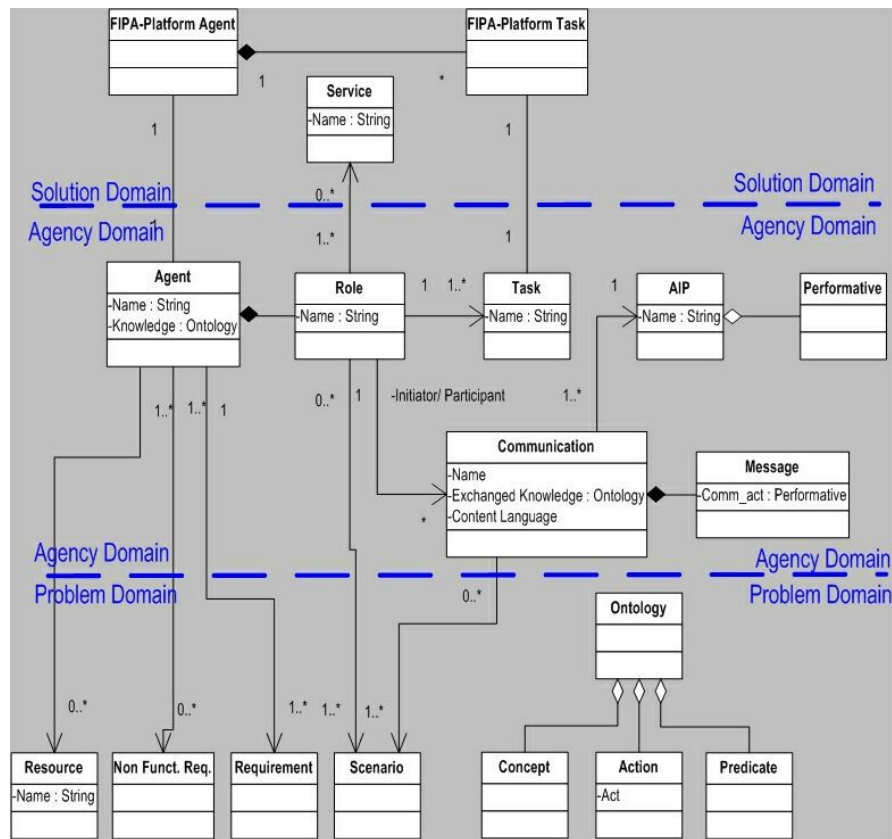 FIPA-Platform Agent
FIPA-Platform Task
1
*
Service
-Name : String
1
1
Solution Domain
Solution Domain
0..*
1
Agency Domain
Agency Domain
1..*
1
Agent
-Name : String
-Knowledge : Ontology
Role
-Name : String
1
1..*
Task
-Name : String
1
AIP
-Name : String
Performative
1..*
1..*
1
0..*
1
-Initiator/ Participant
1..*
Communication
-Name
-Exchanged Knowledge : Ontology
-Content Language
*
Message
-Comm_act : Performative
Agency Domain
Agency Domain
Problem Domain
Problem Domain
0..*
Ontology
0..*
0..*
1..*
1..*
1..*
Resource
-Name : String
Non Funct. Req.
Requirement
Scenario
Concept
Action
-Act
Predicate